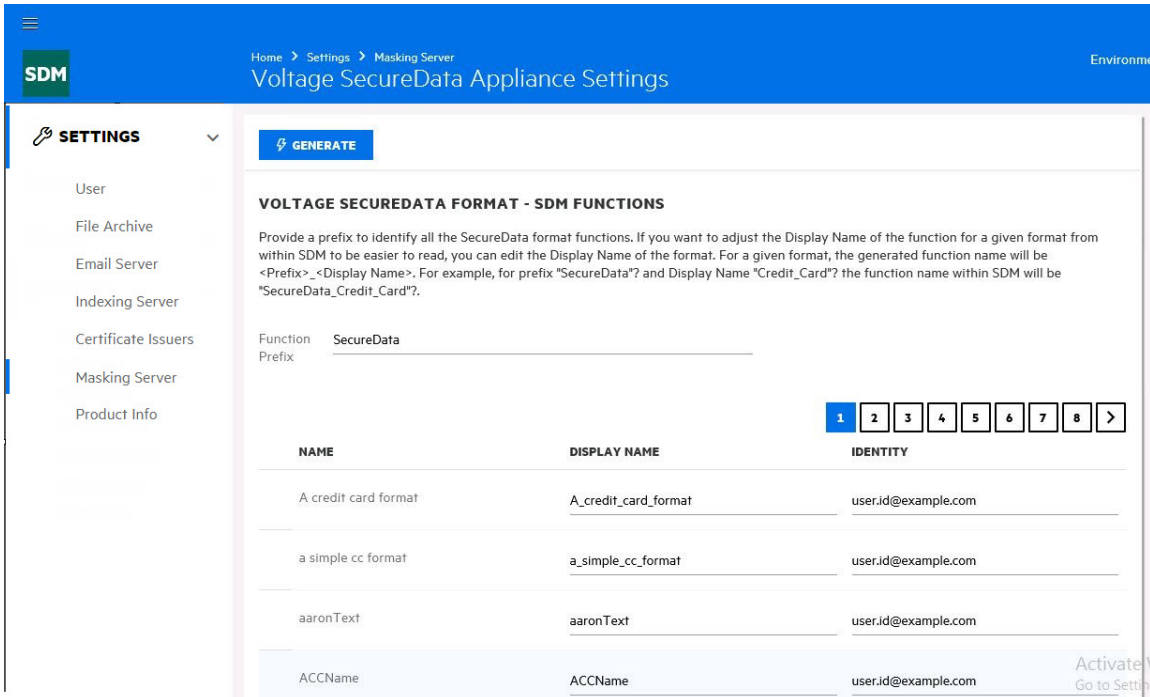 Home > Settings > Masking Server
SDM
Voltage SecureData Appliance Settings
SETTINGS
User
File Archive
Email Server
Indexing Server
Certificate Issuers
Masking Server
Product Info
GENERATE
VOLTAGE SECUREDATA FORMAT - SDM FUNCTIONS
Provide a prefix to identify all the SecureData format functions. If you want to adjust the Display Name of the function for a given format from
within SDM to be easier to read, you can edit the Display Name of the format. For a given format, the generated function name will be
<Prefix>_<Display Name>. For example, for prefix "SecureData"? and Display Name "Credit_Card"? the function name within SDM will be
"SecureData_Credit_Card"?.
Function Prefix SecureData
1 2 3 4 5 6 7 8 >
NAME DISPLAY NAME IDENTITY
A credit card format A_credit_card_format user.id@example.com
a simple cc format a_simple_cc_format user.id@example.com
aaronText aaronText user.id@example.com
ACCName ACCName user.id@example.com
Activate
Go to